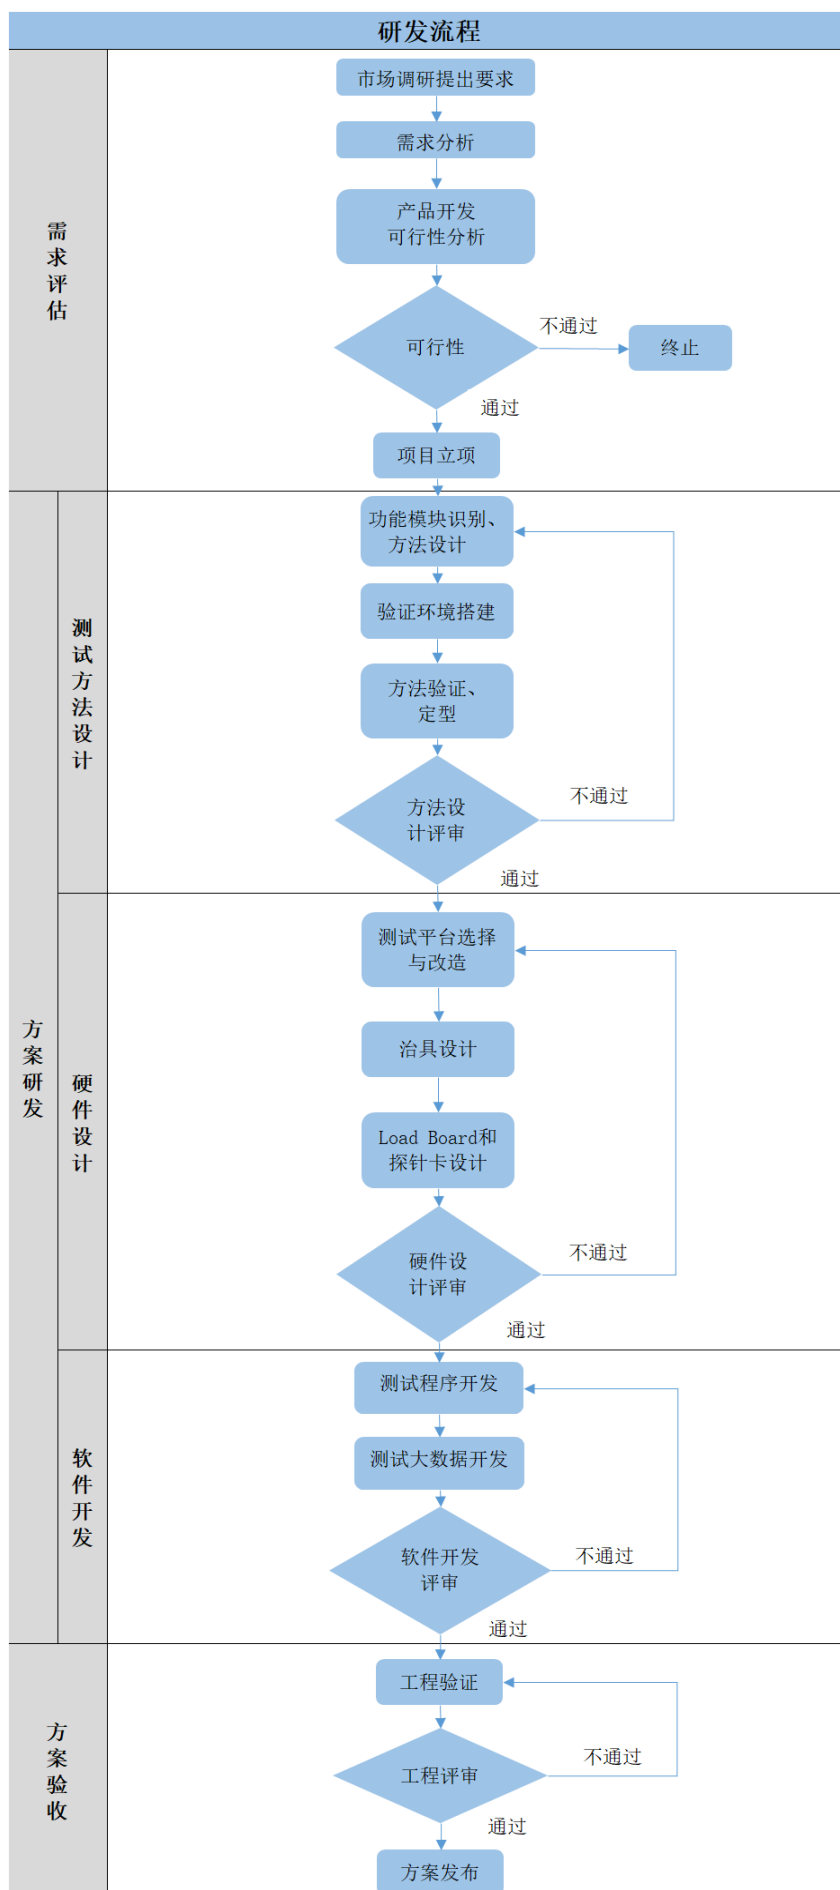 研发流程
需求评估
市场调研提出要求
需求分析
产品开发
可行性分析
可行性
不通过
终止
通过
项目立项
方案研发
测试方法设计
功能模块识别、
方法设计
验证环境搭建
方法验证、
定型
方法设
计评审
不通过
通过
硬件设计
测试平台选择
与改造
治具设计
Load Board和
探针卡设计
硬件设
计评审
不通过
通过
软件开发
测试程序开发
测试大数据开发
软件开发
评审
不通过
通过
方案验收
工程验证
工程评审
不通过
通过
方案发布